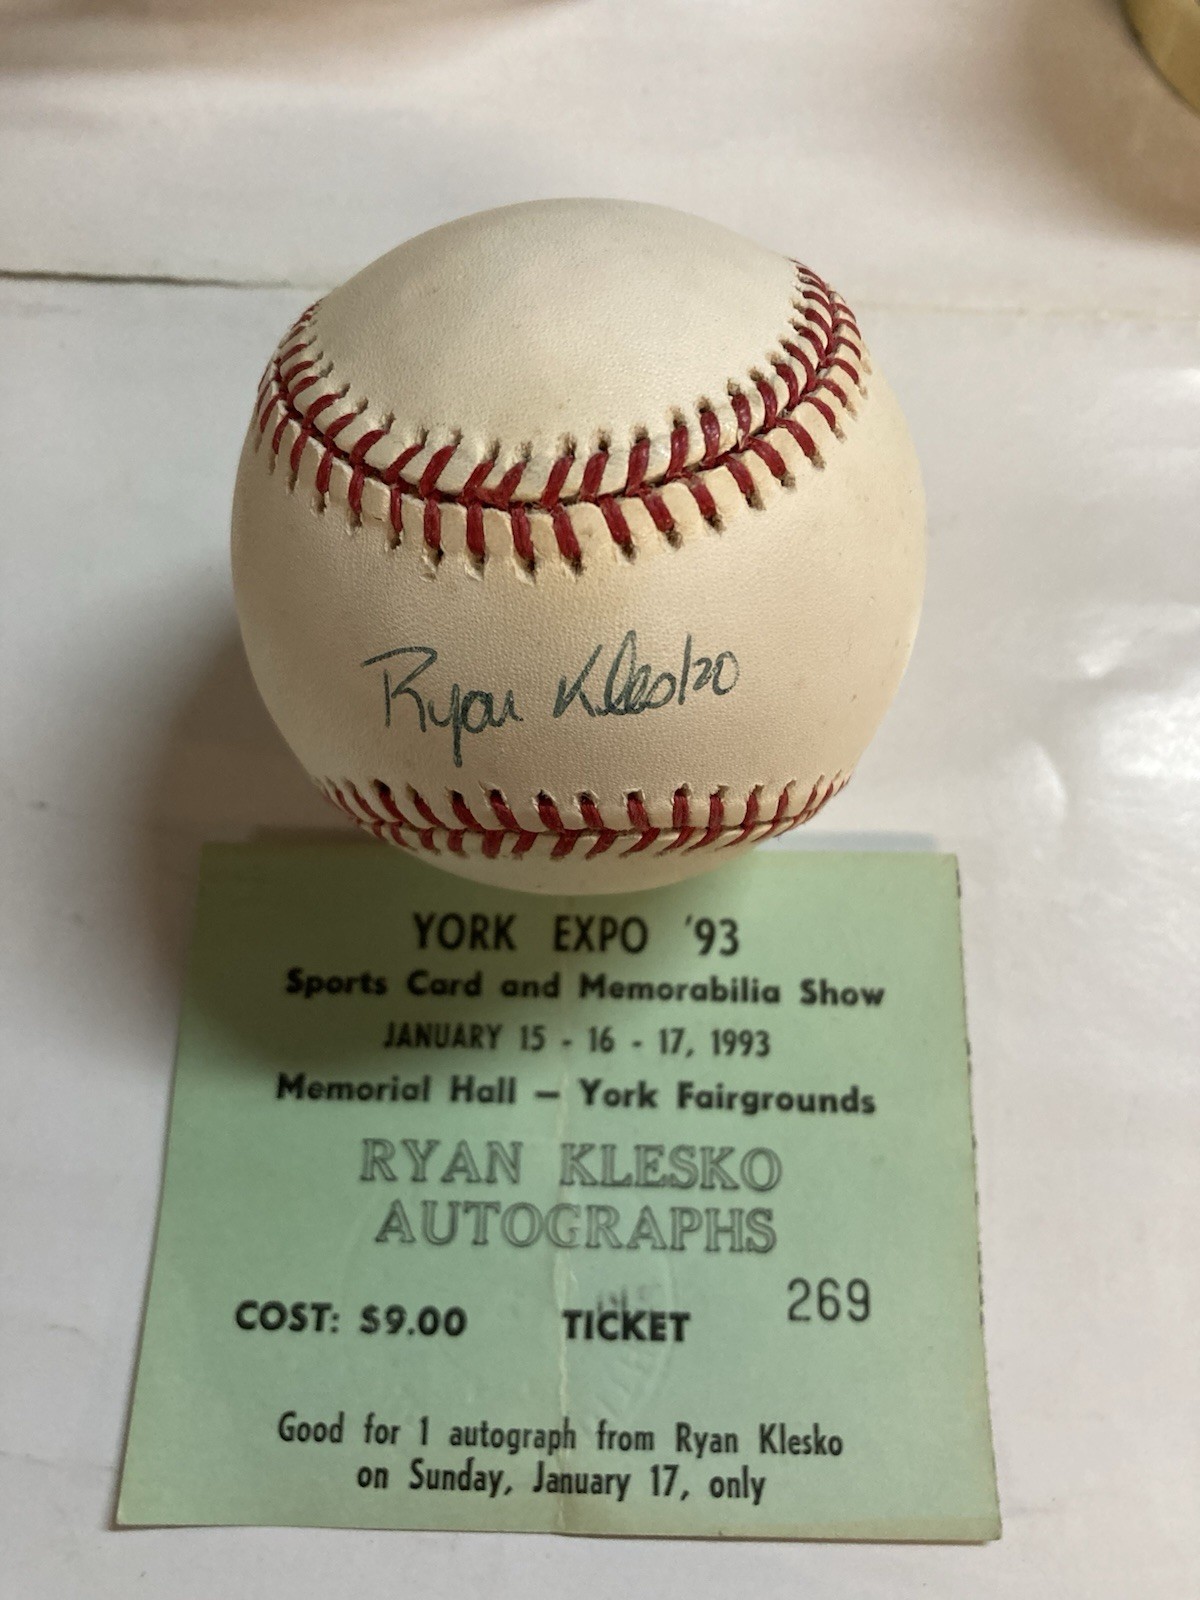 Ryan Klesko
YORK EXPO '93
Sports Card and Memorabilia Show
JANUARY 15 - 16 - 17, 1993
Memorial Hall — York Fairgrounds
RYAN KLESKO
AUTOGRAPHS
COST: $9.00 TICKET 269
Good for 1 autograph from Ryan Klesko
on Sunday, January 17, only